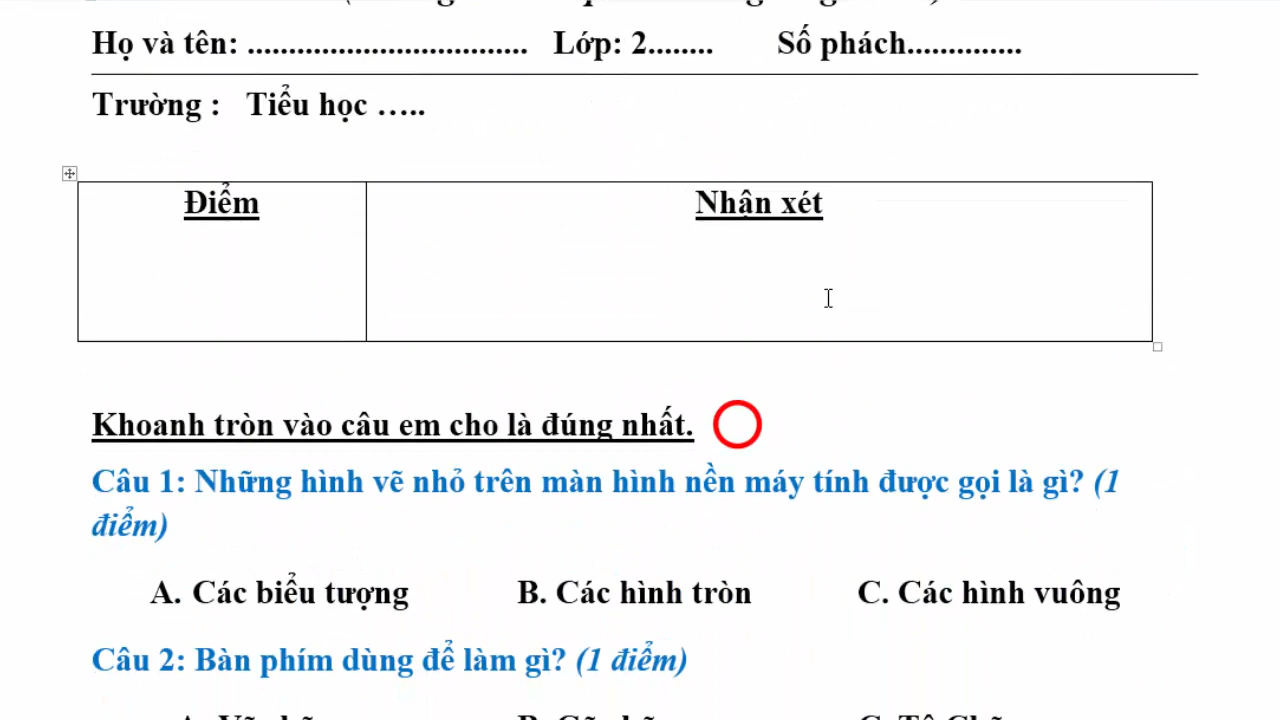 Họ và tên: .................................. Lớp: 2........ Số phách..............
Trường : Tiểu học …..
Điểm Nhận xét
Khoanh tròn vào câu em cho là đúng nhất.
Câu 1: Những hình vẽ nhỏ trên màn hình nền máy tính được gọi là gì? (1
điểm)
A. Các biểu tượng B. Các hình tròn C. Các hình vuông
Câu 2: Bàn phím dùng để làm gì? (1 điểm)